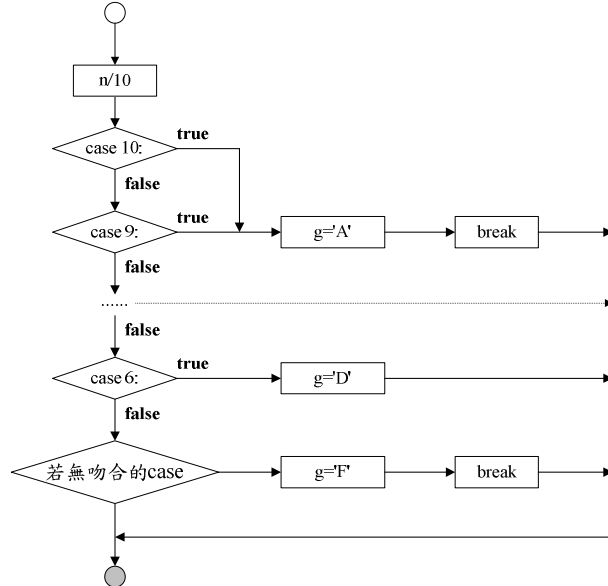 n/10
case 10:
true
false
case 9:
true
g='A'
break
false
......
false
case 6:
true
g='D'
false
若無吻合的case
g='F'
break